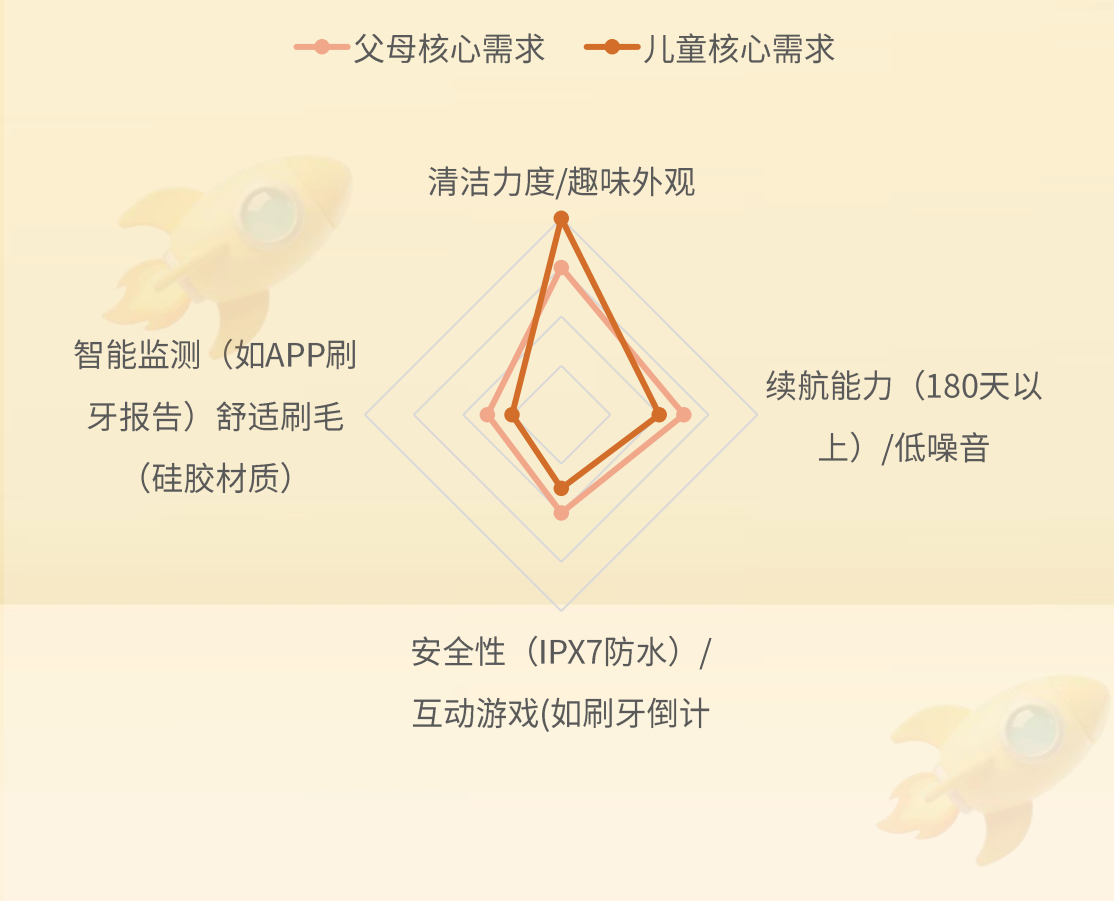 父母核心需求 儿童核心需求
清洁力度/趣味外观
智能监测（如APP刷
牙报告）舒适刷毛
（硅胶材质）
续航能力（180天以
上）/低噪音
安全性（IPX7防水）/
互动游戏(如刷牙倒计